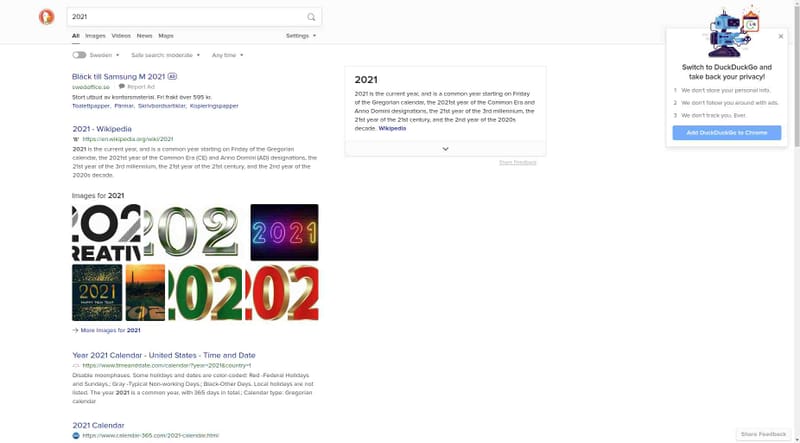 2021
All Images Videos News Maps Settings
Sweden Safe search: moderate Any time
Bläck till Samsung M 2021 Ad
swedoffice.se Report Ad
Stort utbud av kontorsmaterial. Fri frakt över 595 kr.
Toalettpapper, Pärmar, Skrivbordsartiklar, Kopieringspapper
2021 - Wikipedia
https://en.wikipedia.org/wiki/2021
2021 is the current year, and is a common year starting on Friday of the Gregorian
calendar, the 2021st year of the Common Era (CE) and Anno Domini (AD) designations, the
21st year of the 3rd millennium, the 21st year of the 21st century, and the 2nd year of the
2020s decade.
Images for 2021
202
CREATIV
202
2021
2021
HAPPY NEW YEAR
202
202
More Images for 2021
Year 2021 Calendar - United States - Time and Date
https://www.timeanddate.com/calendar/?year=2021&country=1
Disable moonphases. Some holidays and dates are color-coded: Red -Federal Holidays
and Sundays.; Gray -Typical Non-working Days.; Black-Other Days. Local holidays are not
listed. The year 2021 is a common year, with 365 days in total.; Calendar type: Gregorian
calendar
2021 Calendar
https://www.calendar-365.com/2021-calendar.html
2021
2021 is the current year, and is a common year starting on Friday
of the Gregorian calendar, the 2021st year of the Common Era and
Anno Domini designations, the 21st year of the 3rd millennium, the
21st year of the 21st century, and the 2nd year of the 2020s
decade. Wikipedia
Share Feedback
Switch to DuckDuckGo and
take back your privacy!
1 We don't store your personal info.
2 We don't follow you around with ads.
3 We don't track you. Ever.
Add DuckDuckGo to Chrome
Share Feedback